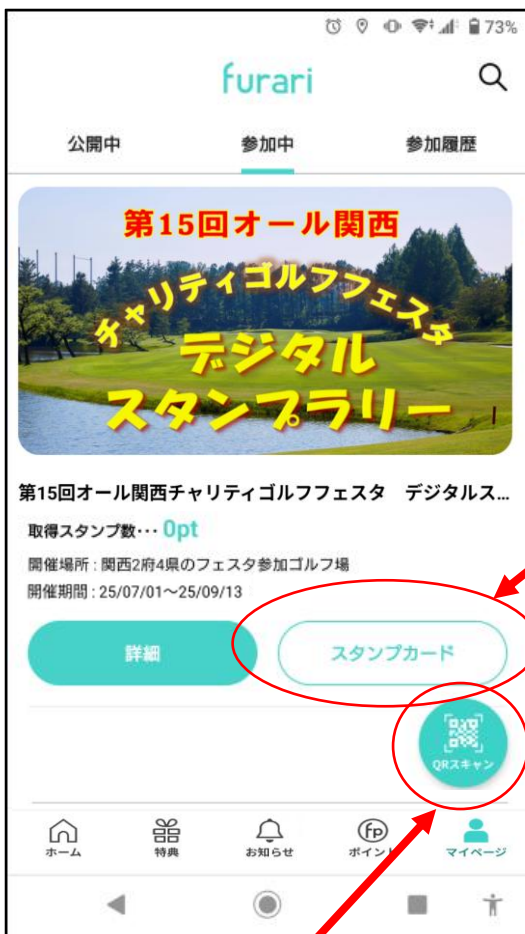 73%
furari
公開中 参加中 参加履歴
第15回オール関西
チャリティゴルフフェスタ
デジタル
スタンプラリー
第15回オール関西チャリティゴルフフェスタ　デジタルス...
取得スタンプ数･･･ 0pt
開催場所 : 関西2府4県のフェスタ参加ゴルフ場
開催期間 : 25/07/01～25/09/13
詳細 スタンプカード
QRスキャン
fp
ホーム 特典 お知らせ ポイント マイページ